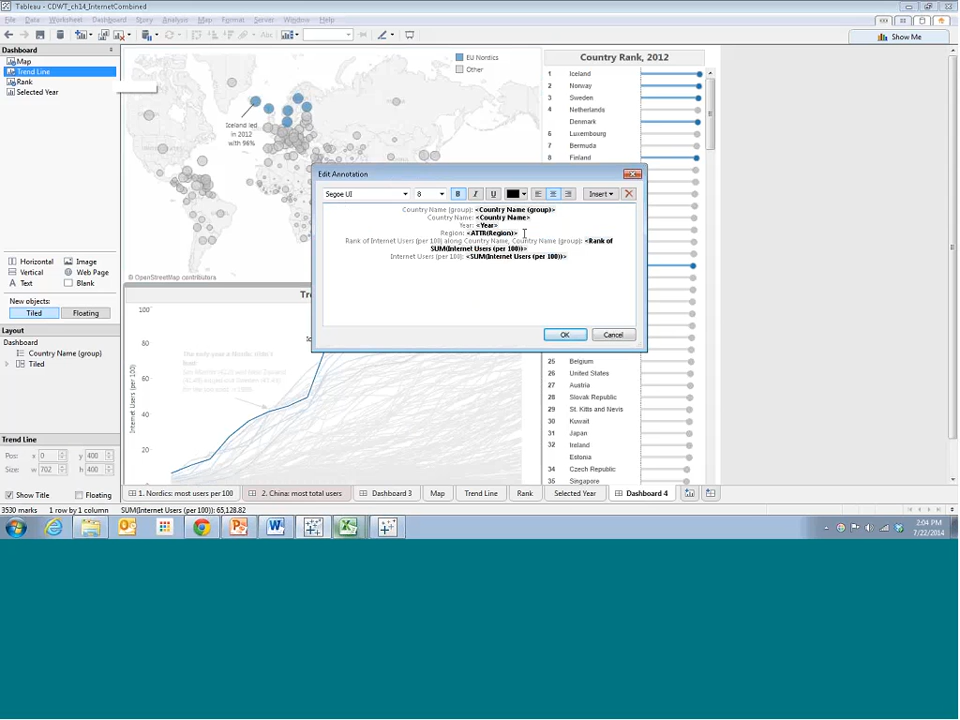 Tableau - CDWT_ch14_InternetCombined
File Data Worksheet Dashboard Story Analysis Map Format Server Window Help
Show Me
Dashboard
Map
Trend Line
Rank
Selected Year
Horizontal Image
Vertical Web Page
Text Blank
New objects:
Tiled Floating
Layout
Dashboard
Country Name (group)
Tiled
Trend Line
Pos: x 0 y 400
Size: w 702 h 400
Show Title Floating
EU Nordics
Other
Iceland led
in 2012
with 96%
© OpenStreetMap contributors
Country Rank, 2012
1 Iceland
2 Norway
3 Sweden
4 Netherlands
Denmark
6 Luxembourg
7 Bermuda
8 Finland
25 Belgium
26 United States
27 Austria
28 Slovak Republic
29 St. Kitts and Nevis
30 Kuwait
31 Japan
32 Ireland
Estonia
34 Czech Republic
35 Singapore
Edit Annotation
Segoe UI 8 B I U Insert
Country Name (group): <Country Name (group)>
Country Name: <Country Name>
Year: <Year>
Region: <ATTR(Region)>
Rank of Internet Users (per 100) along Country Name, Country Name (group): <Rank of
SUM(Internet Users (per 100))>
Internet Users (per 100): <SUM(Internet Users (per 100))>
OK Cancel
Internet Users (per 100)
100
80
60
40
20
1. Nordics: most users per 100 2. China: most total users Dashboard 3 Map Trend Line Rank Selected Year Dashboard 4
3530 marks 1 row by 1 column SUM(Internet Users (per 100)): 65,128.82
2:04 PM
7/22/2014